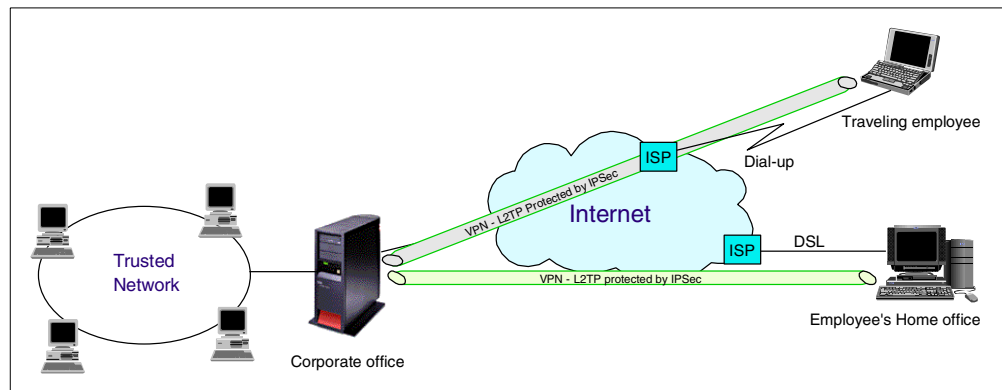 Traveling employee
ISP
Dial-up
VPN - L2TP Protected by IPSec
Internet
ISP
DSL
Trusted
Network
VPN - L2TP protected by IPSec
Employee's Home office
Corporate office